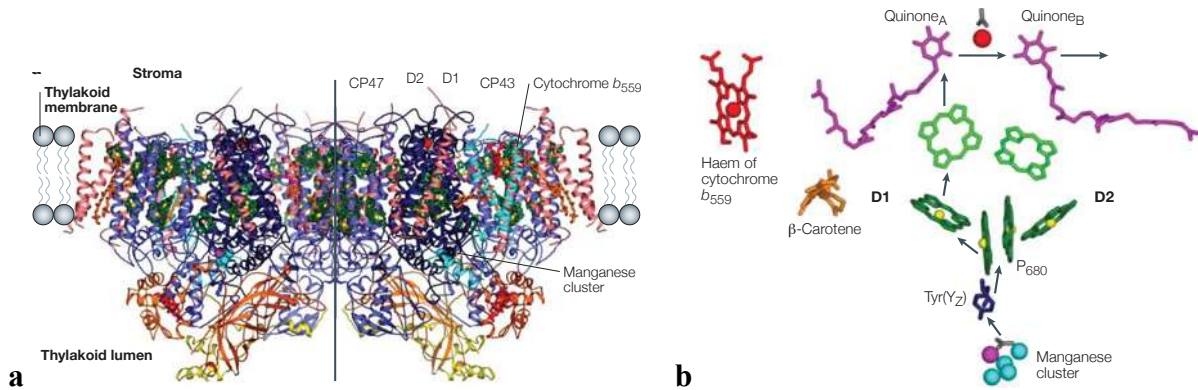 Stroma
Thylakoid
membrane
CP47
D2
D1
CP43
Cytochrome b559
Manganese
cluster
Thylakoid lumen
a
QuinoneA
QuinoneB
Haem of
cytochrome
b559
β-Carotene
D1
D2
P680
Tyr(YZ)
Manganese
cluster
b